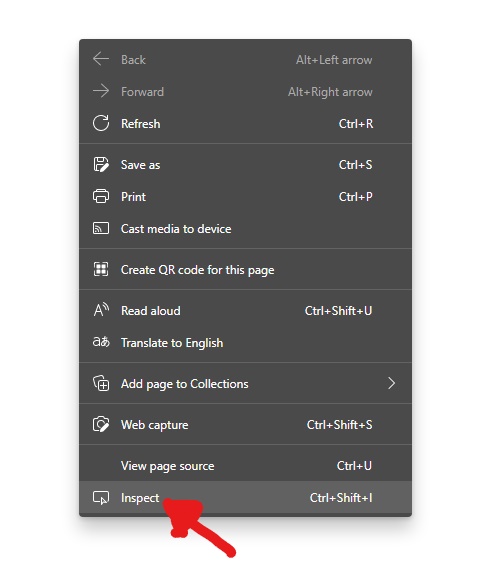 Back Alt+Left arrow
Forward Alt+Right arrow
Refresh Ctrl+R
Save as Ctrl+S
Print Ctrl+P
Cast media to device
Create QR code for this page
Read aloud Ctrl+Shift+U
Translate to English
Add page to Collections
Web capture Ctrl+Shift+S
View page source Ctrl+U
Inspect Ctrl+Shift+I